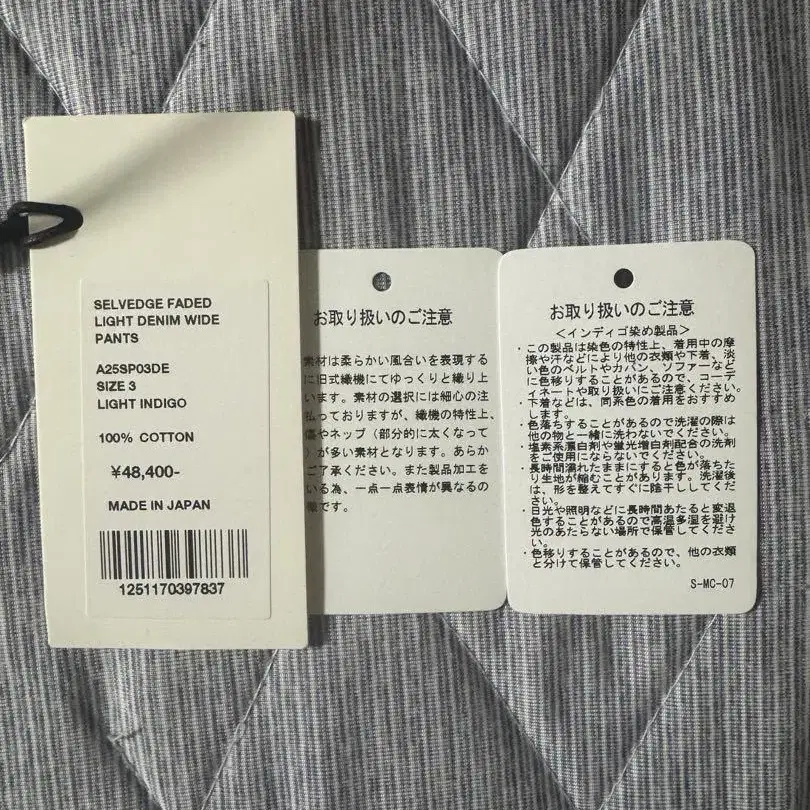 SELVEDGE FADED
LIGHT DENIM WIDE
PANTS
A25SP03DE
SIZE 3
LIGHT INDIGO
100% COTTON
¥48,400-
MADE IN JAPAN
1251170397837
お取り扱いのご注意
素材は柔らかい風合いを表現する
に旧式織機にてゆっくりと織り上
います。素材の選択には細心の注
払っておりますが、織機の特性上、
傷やネップ（部分的に太くなって
）が多い素材となります。あらか
ご了承ください。また製品加工を
いる為、一点一点表情が異なるの
です。
お取り扱いのご注意
＜インディゴ染め製品＞
・この製品は染色の特性上、着用中の摩
擦や汗などにより他の衣類や下着、淡
い色のベルトやカバン、ソファーなど
に色移りすることがあるので、コーデ
ィネートや取り扱いにご注意ください。
・下着などは、同系色の着用をおすすめ
します。
・色落ちすることがあるので洗濯の際は
他の物と一緒に洗わないでください。
・塩素系漂白剤や蛍光増白剤配合の洗剤
をご使用にならないでください。
・長時間濡れたままにすると色が落ちた
り生地が縮むことがあります。洗濯後
は、形を整えてすぐに陰干ししてくだ
さい。
・日光や照明などに長時間あたると変退
色することがあるので高温多湿を避け
光のあたらない場所で保管してくださ
い。
・色移りすることがあるので、他の衣類
と分けて保管してください。
S-MC-07